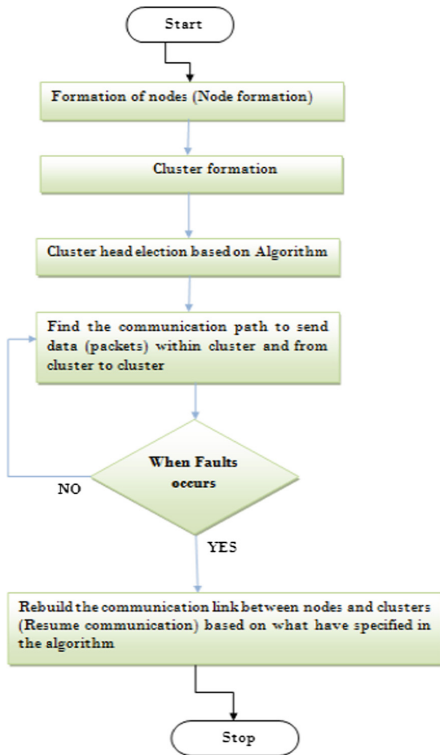 Start
Formation of nodes (Node formation)
Cluster formation
Cluster head election based on Algorithm
Find the communication path to send
data (packets) within cluster and from
cluster to cluster
When Faults
occurs
NO
YES
Rebuild the communication link between nodes and clusters
(Resume communication) based on what have specified in
the algorithm
Stop